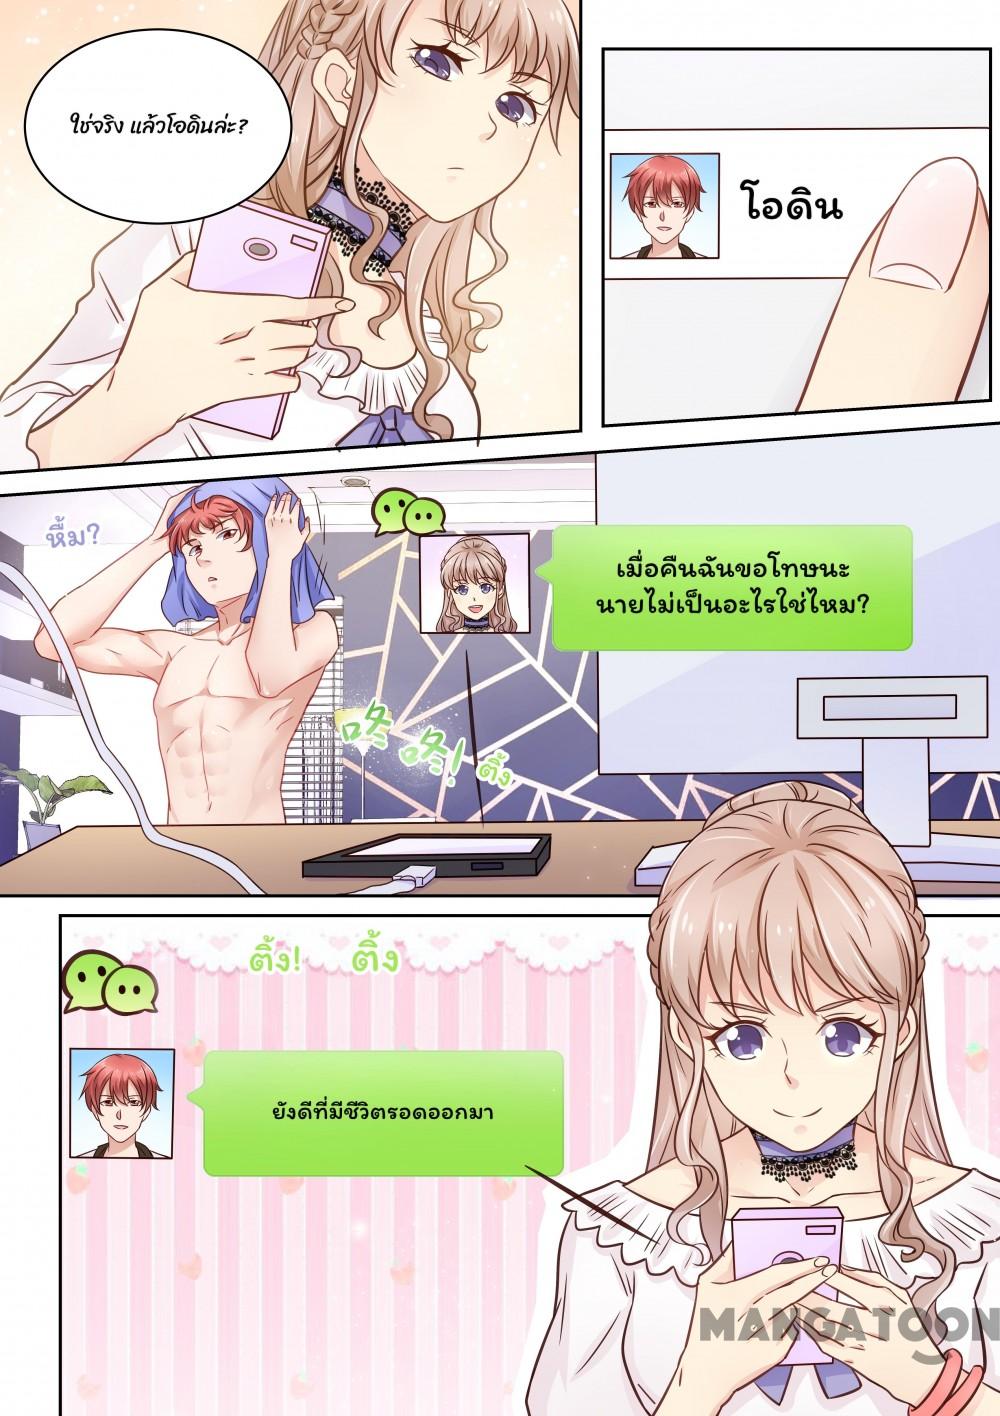 ใช่จริง แล้วโอดินล่ะ?
โอดิน
หื้ม?
เมื่อคืนฉันขอโทษนะ
นายไม่เป็นอะไรใช่ไหม?
咚 咚!
ติ้ง
ติ้ง! ติ้ง
ยังดีที่มีชีวิตรอดออกมา
MANGATOON